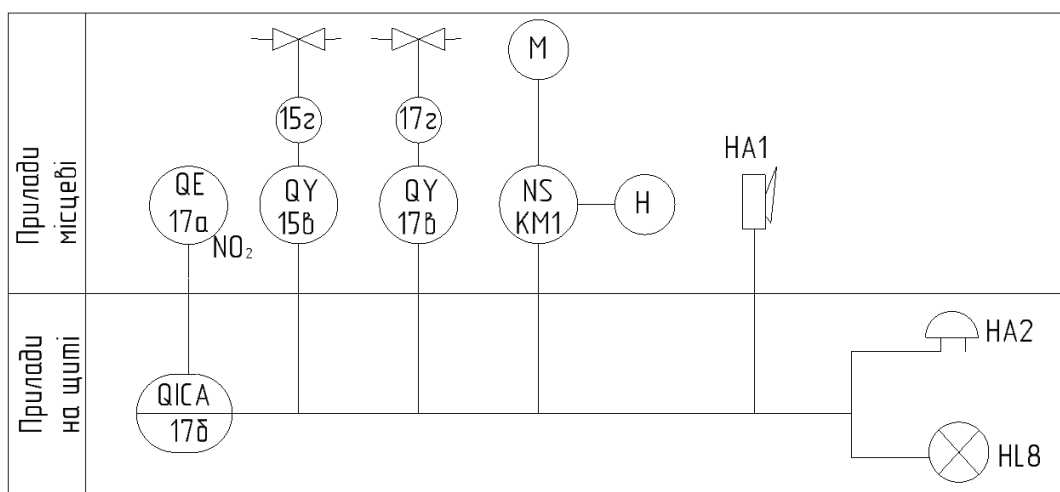 Прилади
місцеві
М
15г
17г
HA1
QE
17а
NO₂
QY
15в
QY
17в
NS
KM1
H
Прилади
на щиті
QICA
17б
HA2
HL8